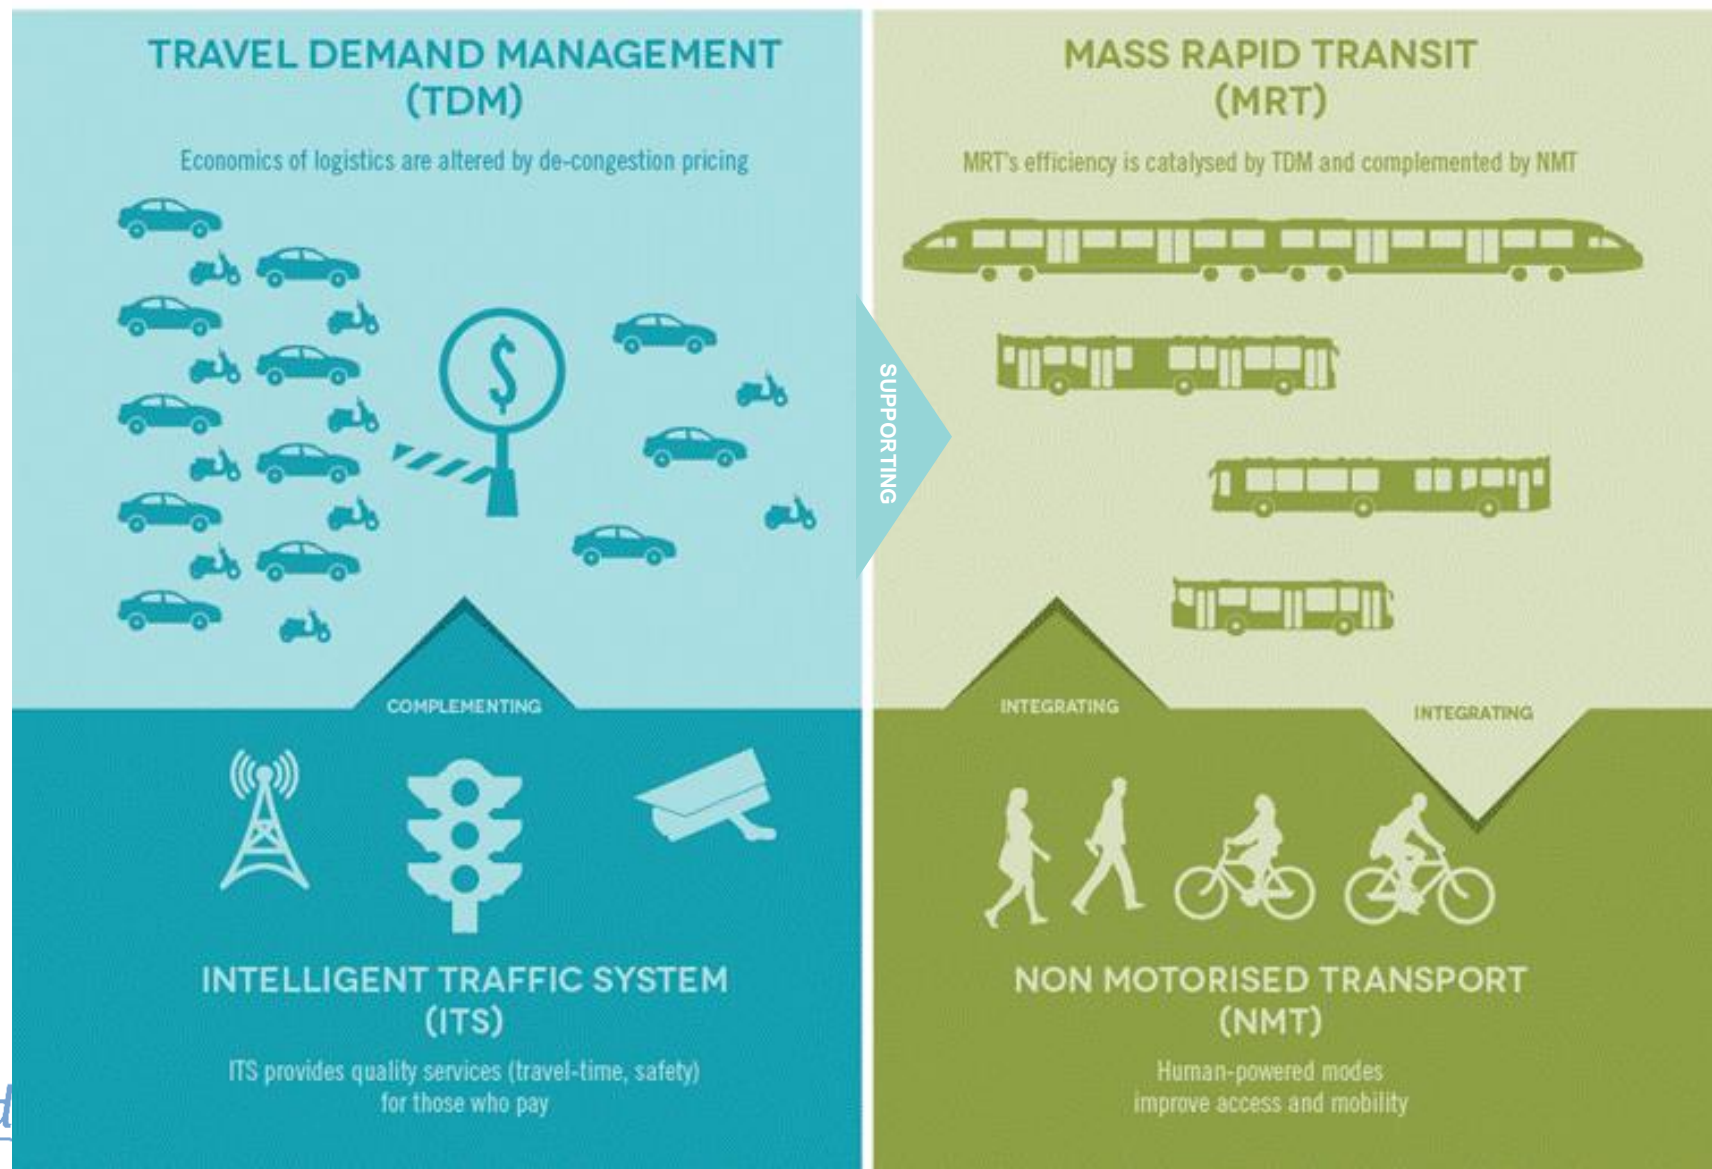 TRAVEL DEMAND MANAGEMENT
(TDM)
Economics of logistics are altered by de-congestion pricing
$
COMPLEMENTING
INTELLIGENT TRAFFIC SYSTEM
(ITS)
ITS provides quality services (travel-time, safety)
for those who pay
SUPPORTING
MASS RAPID TRANSIT
(MRT)
MRT's efficiency is catalysed by TDM and complemented by NMT
INTEGRATING
INTEGRATING
NON MOTORISED TRANSPORT
(NMT)
Human-powered modes
improve access and mobility